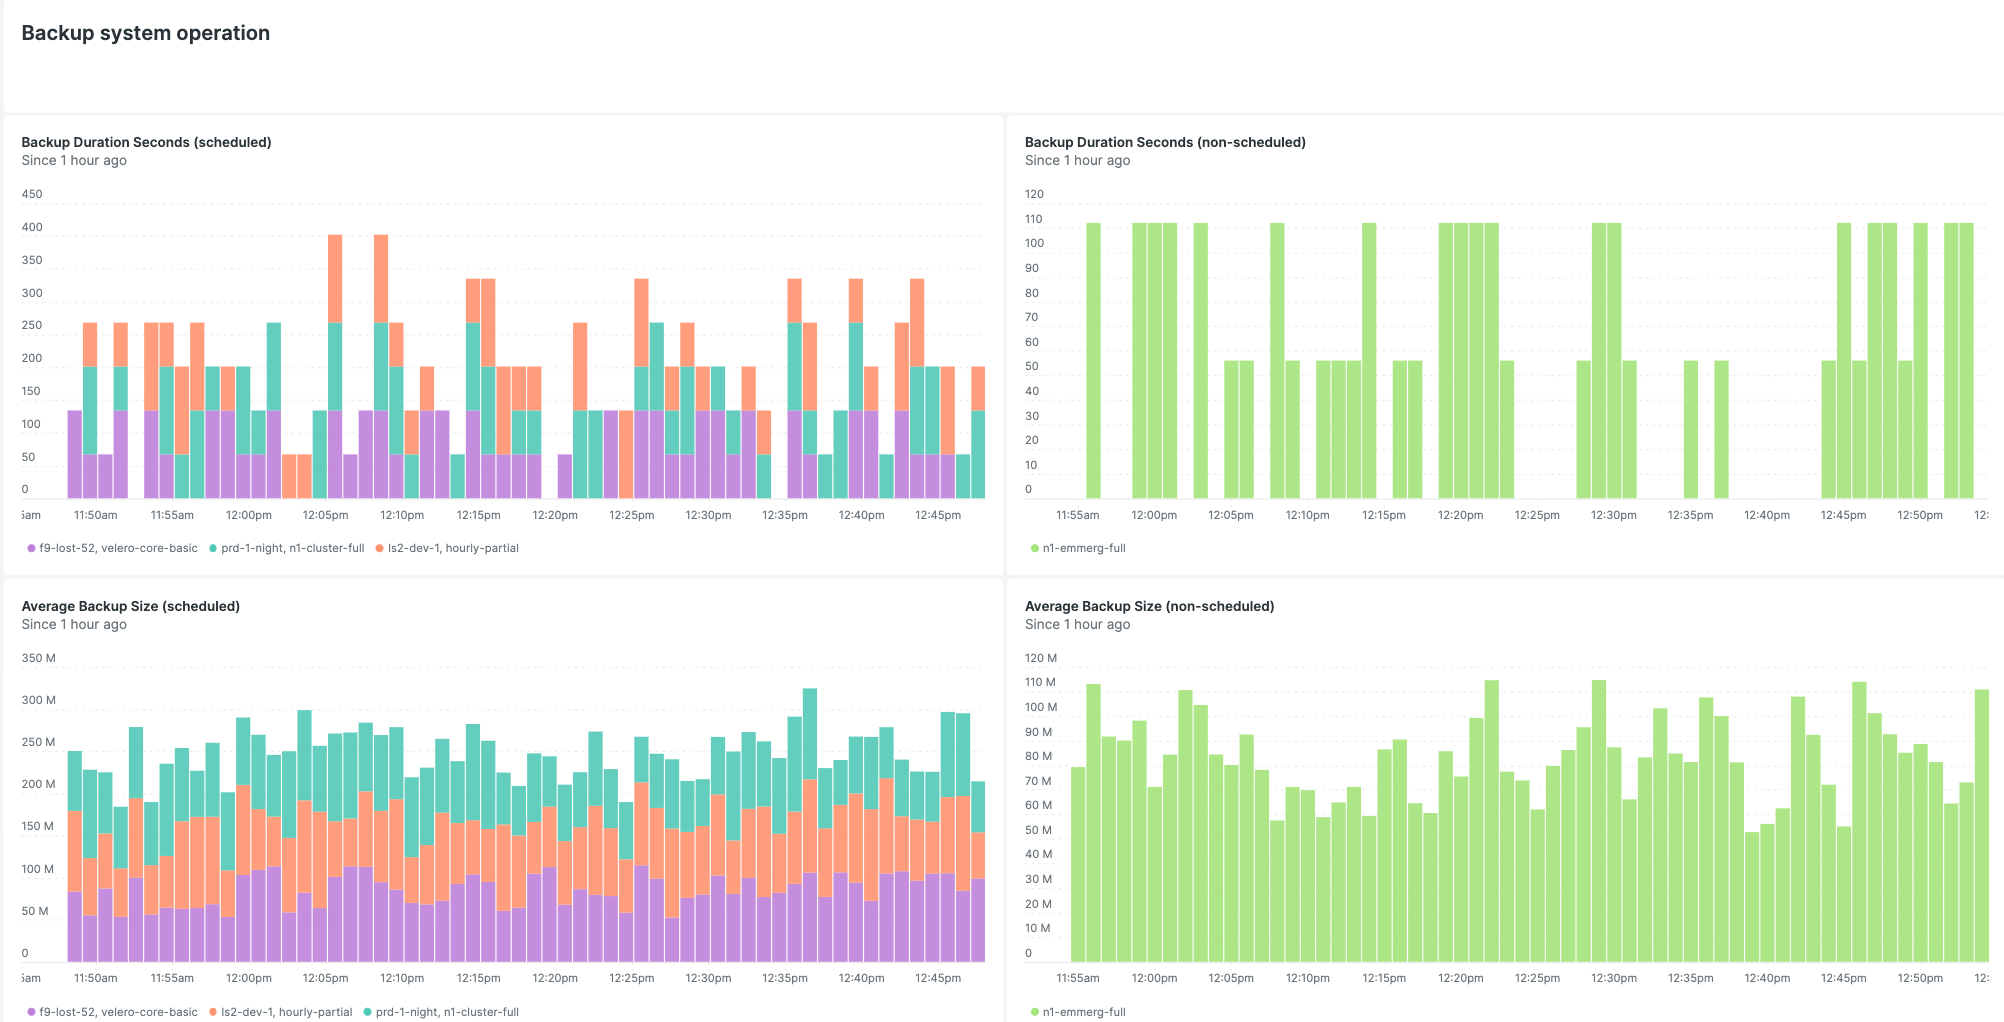 Backup system operation
Backup Duration Seconds (scheduled)
Since 1 hour ago
450
400
350
300
250
200
150
100
50
0
5am 11:50am 11:55am 12:00pm 12:05pm 12:10pm 12:15pm 12:20pm 12:25pm 12:30pm 12:35pm 12:40pm 12:45pm
f9-lost-52, velero-core-basic prd-1-night, n1-cluster-full ls2-dev-1, hourly-partial
Backup Duration Seconds (non-scheduled)
Since 1 hour ago
120
110
100
90
80
70
60
50
40
30
20
10
0
11:55am 12:00pm 12:05pm 12:10pm 12:15pm 12:20pm 12:25pm 12:30pm 12:35pm 12:40pm 12:45pm 12:50pm 12:
n1-emmerg-full
Average Backup Size (scheduled)
Since 1 hour ago
350 M
300 M
250 M
200 M
150 M
100 M
50 M
0
5am 11:50am 11:55am 12:00pm 12:05pm 12:10pm 12:15pm 12:20pm 12:25pm 12:30pm 12:35pm 12:40pm 12:45pm
f9-lost-52, velero-core-basic ls2-dev-1, hourly-partial prd-1-night, n1-cluster-full
Average Backup Size (non-scheduled)
Since 1 hour ago
120 M
110 M
100 M
90 M
80 M
70 M
60 M
50 M
40 M
30 M
20 M
10 M
0
11:55am 12:00pm 12:05pm 12:10pm 12:15pm 12:20pm 12:25pm 12:30pm 12:35pm 12:40pm 12:45pm 12:50pm 12:
n1-emmerg-full